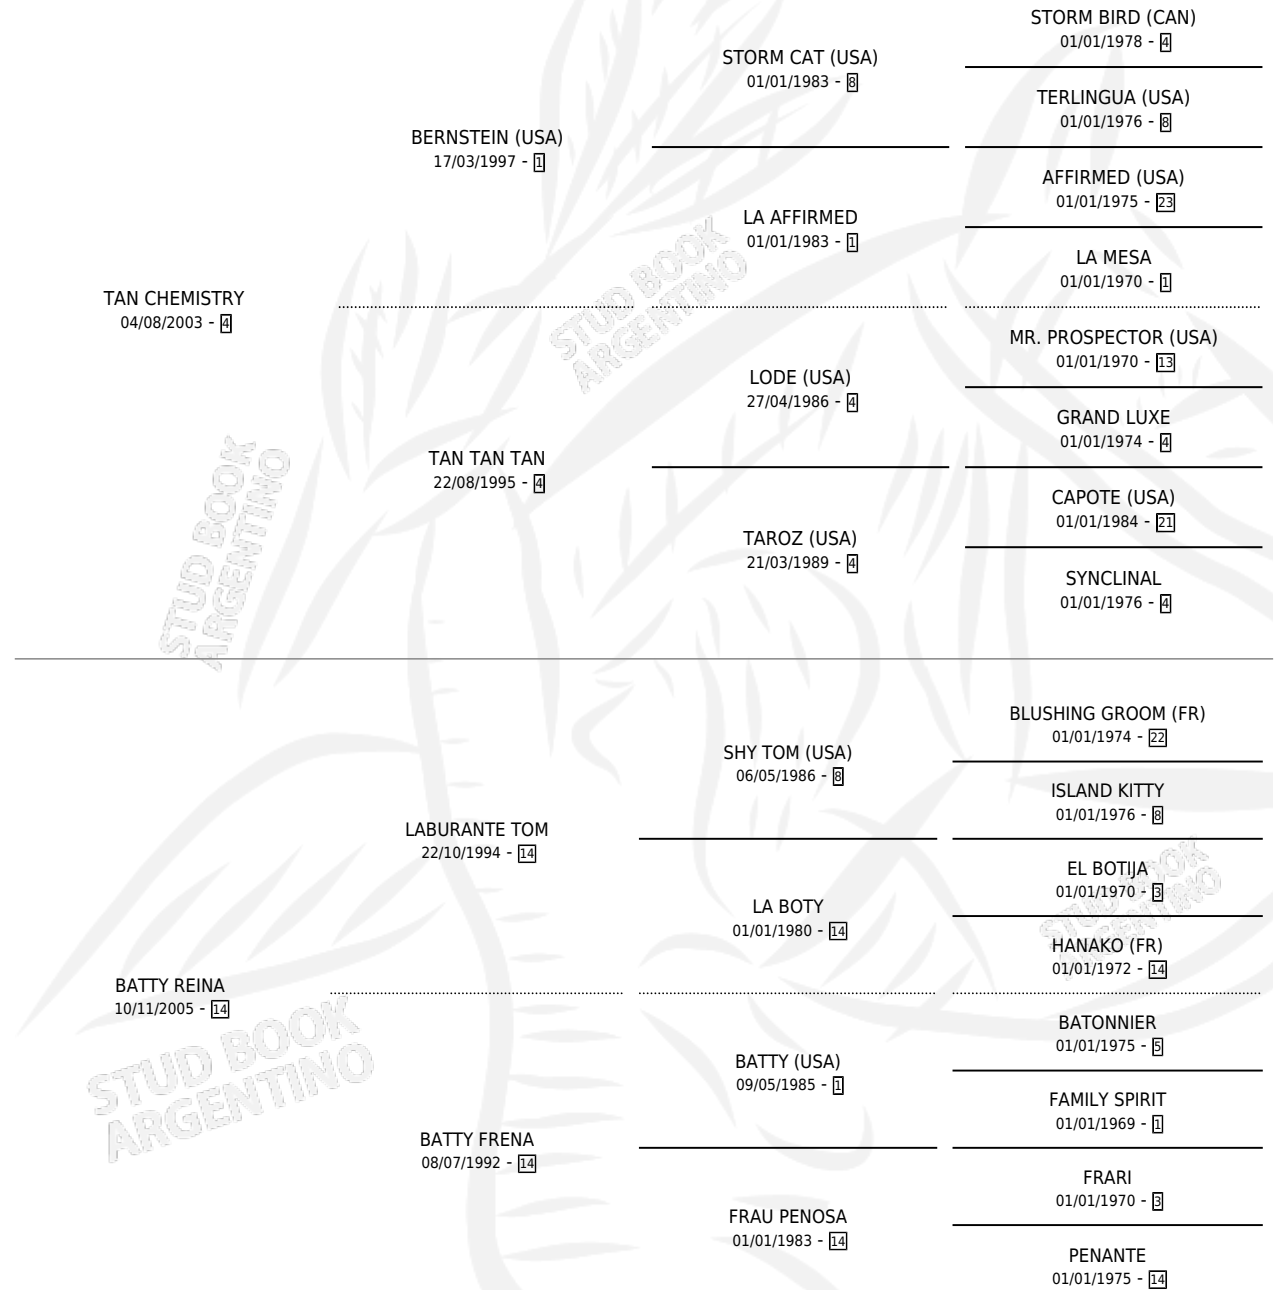 STORM BIRD (CAN)
01/01/1978 - 4
STORM CAT (USA)
01/01/1983 - 8
TERLINGUA (USA)
01/01/1976 - 8
BERNSTEIN (USA)
17/03/1997 - 1
AFFIRMED (USA)
01/01/1975 - 23
LA AFFIRMED
01/01/1983 - 1
LA MESA
01/01/1970 - 1
TAN CHEMISTRY
04/08/2003 - 4
MR. PROSPECTOR (USA)
01/01/1970 - 13
LODE (USA)
27/04/1986 - 4
GRAND LUXE
01/01/1974 - 4
TAN TAN TAN
22/08/1995 - 4
CAPOTE (USA)
01/01/1984 - 21
TAROZ (USA)
21/03/1989 - 4
SYNCLINAL
01/01/1976 - 4
STUD BOOK
ARGENTINO
STUD BOOK
ARGENTINO
BLUSHING GROOM (FR)
01/01/1974 - 22
SHY TOM (USA)
06/05/1986 - 8
ISLAND KITTY
01/01/1976 - 8
LABURANTE TOM
22/10/1994 - 14
EL BOTIJA
01/01/1970 - 3
LA BOTY
01/01/1980 - 14
HANAKO (FR)
01/01/1972 - 14
STUD BOOK
ARGENTINO
BATTY REINA
10/11/2005 - 14
BATONNIER
01/01/1975 - 5
BATTY (USA)
09/05/1985 - 1
FAMILY SPIRIT
01/01/1969 - 1
BATTY FRENA
08/07/1992 - 14
FRARI
01/01/1970 - 3
FRAU PENOSA
01/01/1983 - 14
PENANTE
01/01/1975 - 14
STUD BOOK
ARGENTINO